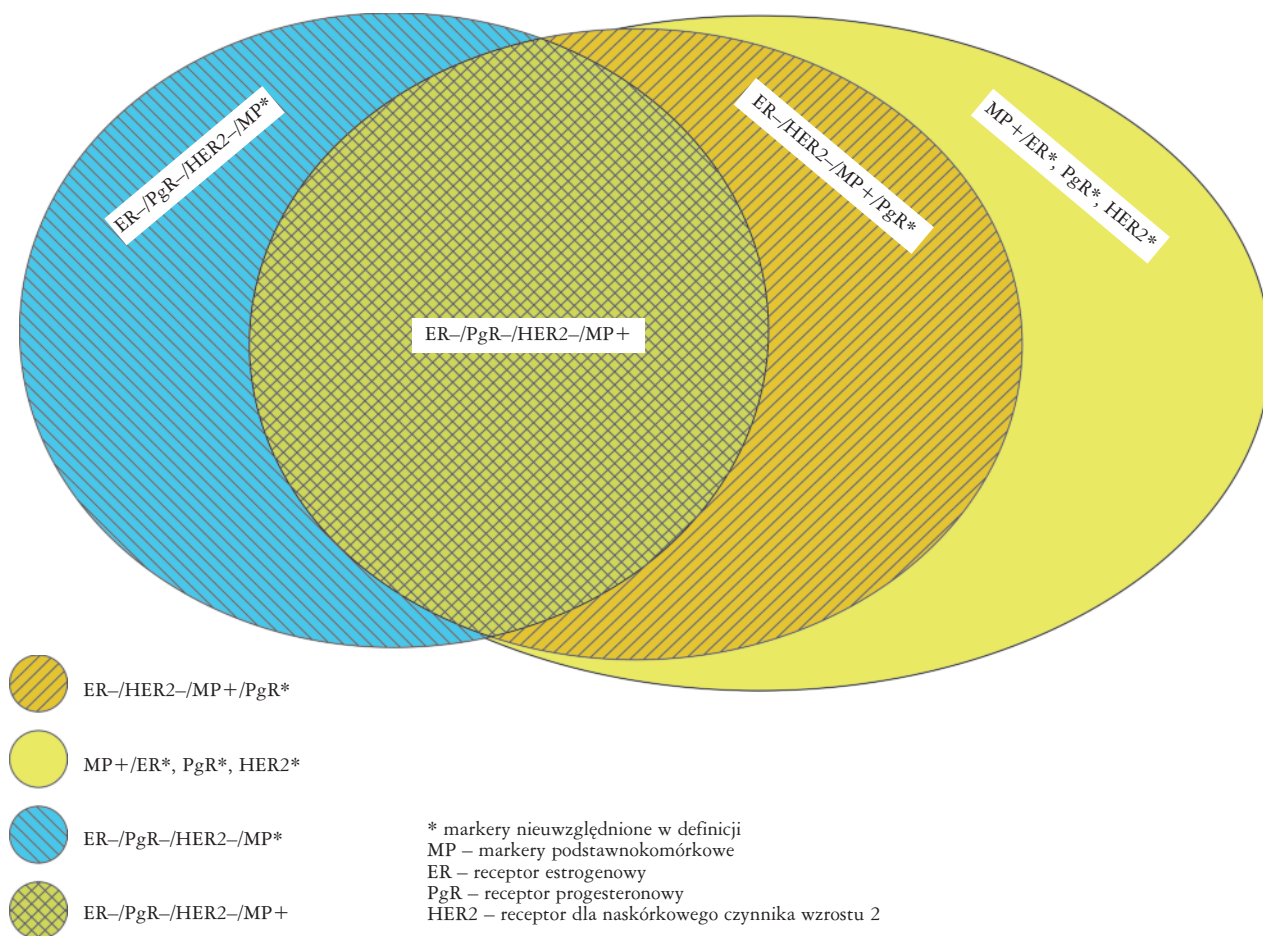 ER–/PgR–/HER2–/MP*
ER–/HER2–/MP+/PgR*
MP+/ER*, PgR*, HER2*
ER–/PgR–/HER2–/MP+
ER–/HER2–/MP+/PgR*
MP+/ER*, PgR*, HER2*
ER–/PgR–/HER2–/MP*
ER–/PgR–/HER2–/MP+
* markery nieuwzględnione w definicji
MP – markery podstawnokomórkowe
ER – receptor estrogenowy
PgR – receptor progesteronowy
HER2 – receptor dla naskórkowego czynnika wzrostu 2